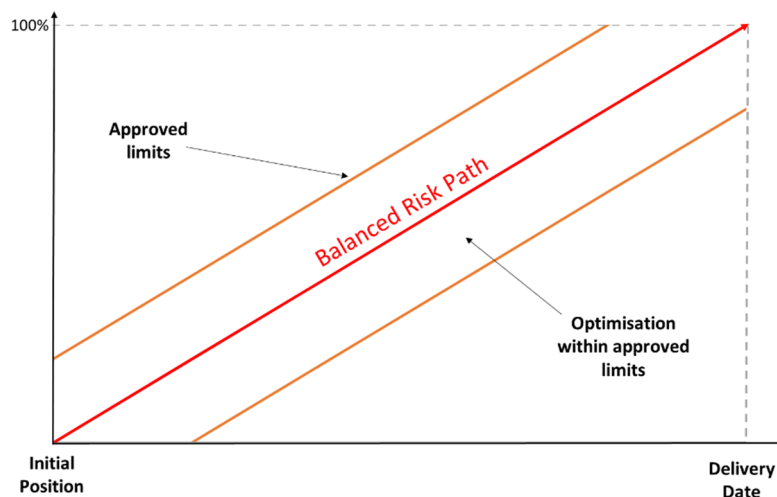 100%
Approved
limits
Balanced Risk Path
Optimisation
within approved
limits
Initial
Position
Delivery
Date